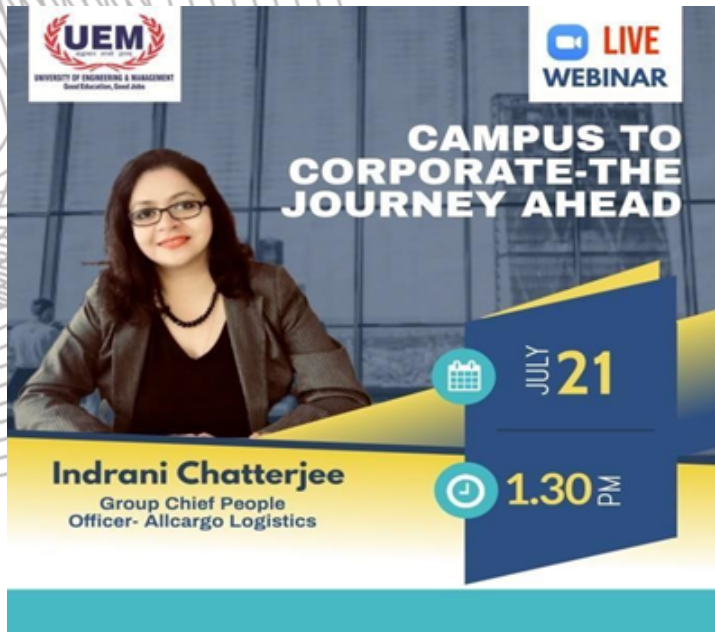 UEM
UNIVERSITY OF ENGINEERING & MANAGEMENT
Good Education, Good Jobs
LIVE
WEBINAR
CAMPUS TO
CORPORATE-THE
JOURNEY AHEAD
JULY 21
1.30 PM
Indrani Chatterjee
Group Chief People
Officer- Allcargo Logistics